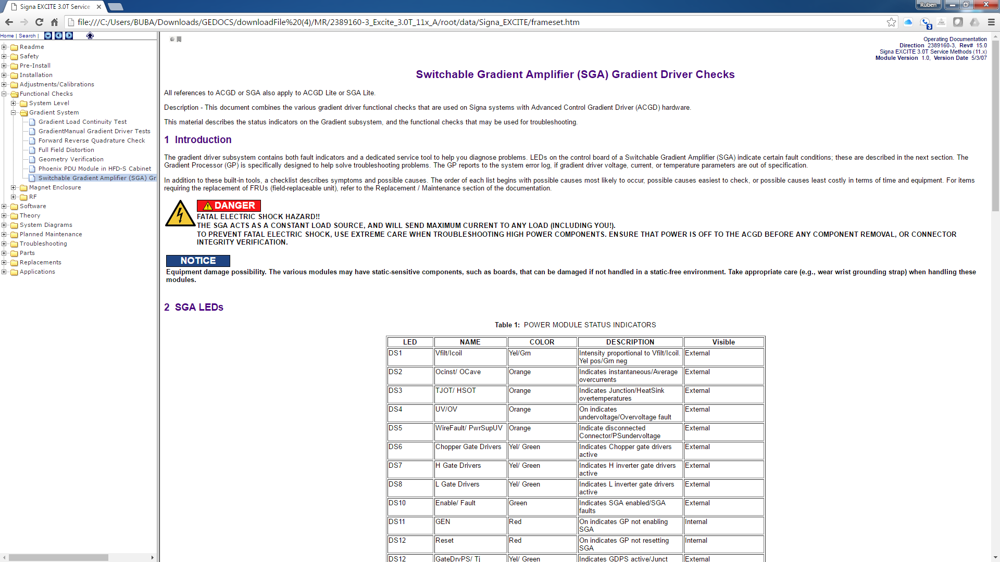 Signa EXCITE 3.0T Service
Ruben
file:///C:/Users/BUBA/Downloads/GEDOCS/downloadFile%20(4)/MR/2389160-3_Excite_3.0T_11x_A/root/data/Signa_EXCITE/frameset.htm
3
Home | Search |
Readme
Safety
Pre-Install
Installation
Adjustments/Calibrations
Functional Checks
System Level
Gradient System
Gradient Load Continuity Test
GradientManual Gradient Driver Tests
Forward Reverse Quadrature Check
Full Field Distortion
Geometry Verification
Phoenix PDU Module in HFD-S Cabinet
Switchable Gradient Amplifier (SGA) Gr
Magnet Enclosure
RF
Software
Theory
System Diagrams
Planned Maintenance
Troubleshooting
Parts
Replacements
Applications
Operating Documentation
Direction 2389160-3, Rev# 15.0
Signa EXCITE 3.0T Service Methods (11.x)
Module Version 1.0, Version Date 5/3/07
Switchable Gradient Amplifier (SGA) Gradient Driver Checks
All references to ACGD or SGA also apply to ACGD Lite or SGA Lite.
Description - This document combines the various gradient driver functional checks that are used on Signa systems with Advanced Control Gradient Driver (ACGD) hardware.
This material describes the status indicators on the Gradient subsystem, and the functional checks that may be used for troubleshooting.
1 Introduction
The gradient driver subsystem contains both fault indicators and a dedicated service tool to help you diagnose problems. LEDs on the control board of a Switchable Gradient Amplifier (SGA) indicate certain fault conditions; these are described in the next section. The
Gradient Processor (GP) is specifically designed to help solve troubleshooting problems. The GP reports to the system error log, if gradient driver voltage, current, or temperature parameters are out of specification.
In addition to these built-in tools, a checklist describes symptoms and possible causes. The order of each list begins with possible causes most likely to occur, possible causes easiest to check, or possible causes least costly in terms of time and equipment. For items
requiring the replacement of FRUs (field-replaceable unit), refer to the Replacement / Maintenance section of the documentation.
DANGER
FATAL ELECTRIC SHOCK HAZARD!!
THE SGA ACTS AS A CONSTANT LOAD SOURCE, AND WILL SEND MAXIMUM CURRENT TO ANY LOAD (INCLUDING YOU!).
TO PREVENT FATAL ELECTRIC SHOCK, USE EXTREME CARE WHEN TROUBLESHOOTING HIGH POWER COMPONENTS. ENSURE THAT POWER IS OFF TO THE ACGD BEFORE ANY COMPONENT REMOVAL, OR CONNECTOR
INTEGRITY VERIFICATION.
NOTICE
Equipment damage possibility. The various modules may have static-sensitive components, such as boards, that can be damaged if not handled in a static-free environment. Take appropriate care (e.g., wear wrist grounding strap) when handling these
modules.
2 SGA LEDs
Table 1: POWER MODULE STATUS INDICATORS
LED NAME COLOR DESCRIPTION Visible
DS1 Vfilt/Icoil Yel/Grn Intensity proportional to Vfilt/Icoil. External
Yel pos/Grn neg
DS2 Ocinst/ OCave Orange Indicates instantaneous/Average External
overcurrents
DS3 TJOT/ HSOT Orange Indicates Junction/HeatSink External
overtemperatures
DS4 UV/OV Orange On indicates External
undervoltage/Overvoltage fault
DS5 WireFault/ PwrSupUV Orange Indicate disconnected External
Connector/PSundervoltage
DS6 Chopper Gate Drivers Yel/ Green Indicates Chopper gate drivers External
active
DS7 H Gate Drivers Yel/ Green Indicates H inverter gate drivers External
active
DS8 L Gate Drivers Yel/ Green Indicates L inverter gate drivers External
active
DS10 Enable/ Fault Green Indicates SGA enabled/SGA External
faults
DS11 GEN Red On indicates GP not enabling Internal
SGA
DS12 Reset Red On indicates GP not resetting Internal
SGA
DS12 GateDrvPS/ Tj Yel/ Green Indicates GDPS active/Junct External